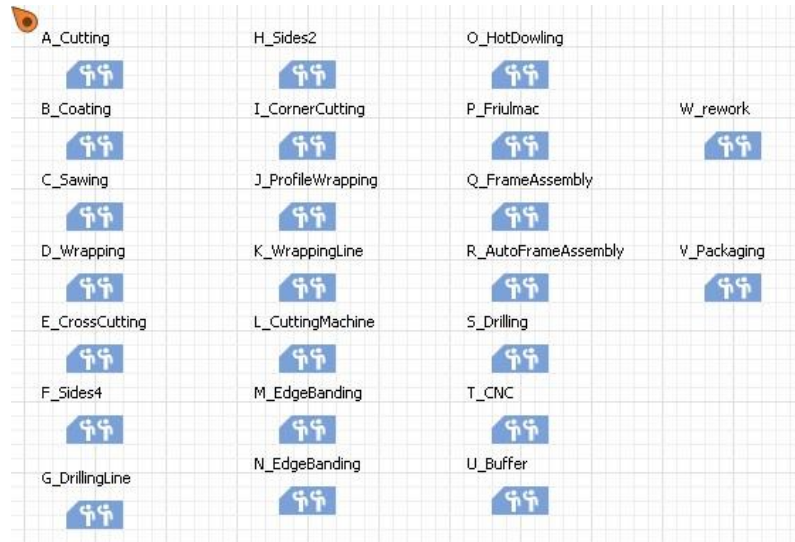 A_Cutting
B_Coating
C_Sawing
D_Wrapping
E_CrossCutting
F_Sides4
G_DrillingLine
H_Sides2
I_CornerCutting
J_ProfileWrapping
K_WrappingLine
L_CuttingMachine
M_EdgeBanding
N_EdgeBanding
O_HotDowling
P_Friulmac
Q_FrameAssembly
R_AutoFrameAssembly
S_Drilling
T_CNC
U_Buffer
W_rework
V_Packaging